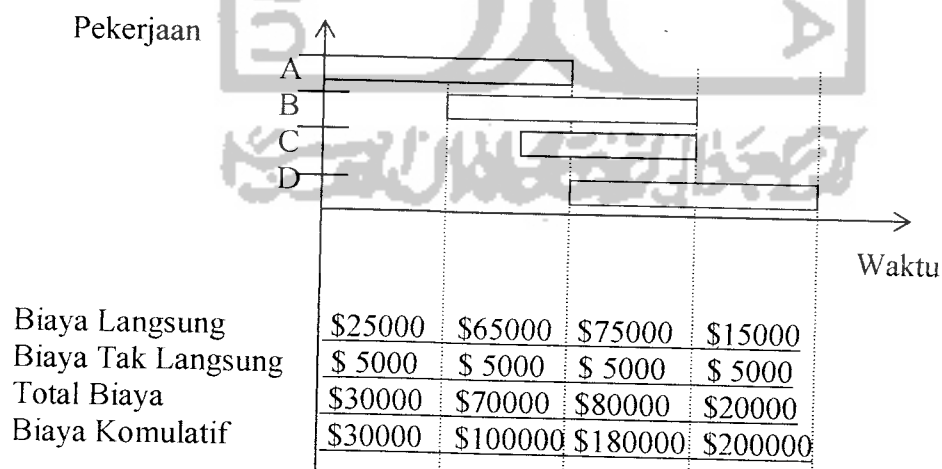 Pekerjaan
A
B
C
D
Waktu
Biaya Langsung $25000 $65000 $75000 $15000
Biaya Tak Langsung $ 5000 $ 5000 $ 5000 $ 5000
Total Biaya $30000 $70000 $80000 $20000
Biaya Komulatif $30000 $100000 $180000 $200000